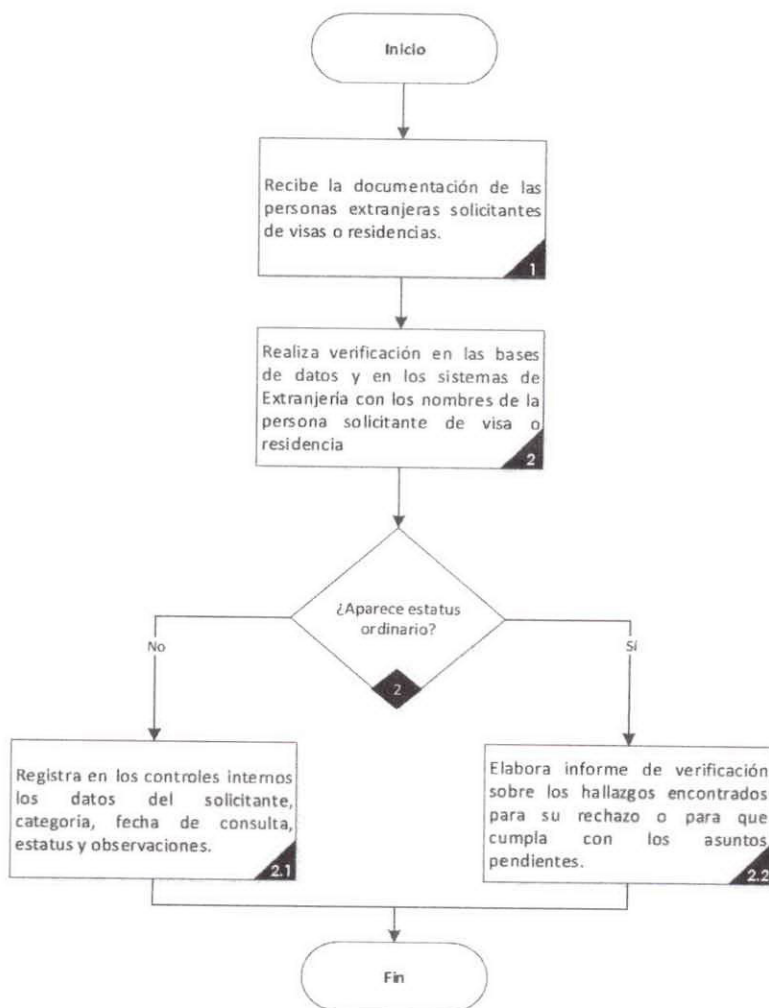 Inicio
Recibe la documentación de las
personas extranjeras solicitantes
de visas o residencias.
1
Realiza verificación en las bases
de datos y en los sistemas de
Extranjería con los nombres de la
persona solicitante de visa o
residencia
2
¿Aparece estatus
ordinario?
2
No
Sí
Registra en los controles internos
los datos del solicitante,
categoría, fecha de consulta,
estatus y observaciones.
2.1
Elabora informe de verificación
sobre los hallazgos encontrados
para su rechazo o para que
cumpla con los asuntos
pendientes.
2.2
Fin